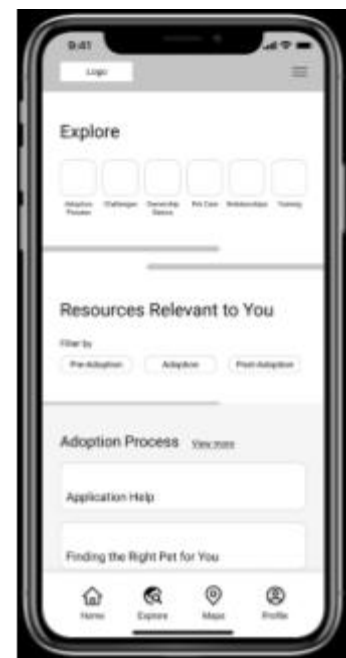 9:41
Logo
Explore
Adoption Process
Challenges
Ownership Basics
Pet Care
Relationships
Training
Resources Relevant to You
Filter by
Pre-Adoption
Adoption
Post-Adoption
Adoption Process View more
Application Help
Finding the Right Pet for You
Home
Explore
Maps
Profile